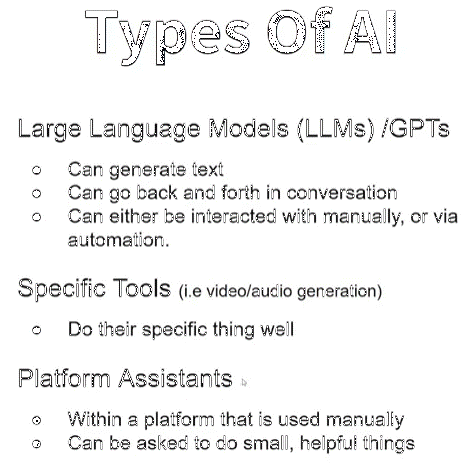 Types Of AI
Large Language Models (LLMs) /GPTs
○ Can generate text
○ Can go back and forth in conversation
○ Can either be interacted with manually, or via
automation.
Specific Tools (i.e video/audio generation)
○ Do their specific thing well
Platform Assistants
○ Within a platform that is used manually
○ Can be asked to do small, helpful things